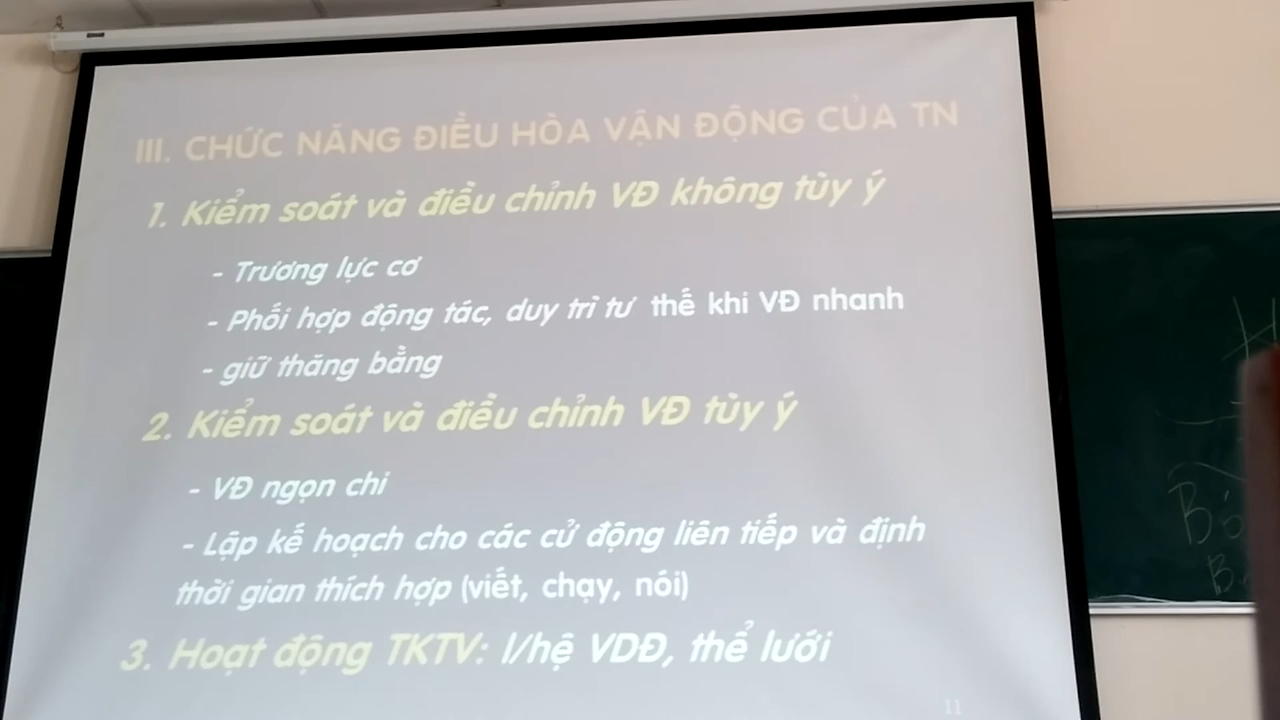 III. CHỨC NĂNG ĐIỀU HÒA VẬN ĐỘNG CỦA TN
1. Kiểm soát và điều chỉnh VĐ không tùy ý
- Trương lực cơ
- Phối hợp động tác, duy trì tư thế khi VĐ nhanh
- giữ thăng bằng
2. Kiểm soát và điều chỉnh VĐ tùy ý
- VĐ ngọn chi
- Lập kế hoạch cho các cử động liên tiếp và định
thời gian thích hợp (viết, chạy, nói)
3. Hoạt động TKTV: l/hệ VDĐ, thể lưới
11